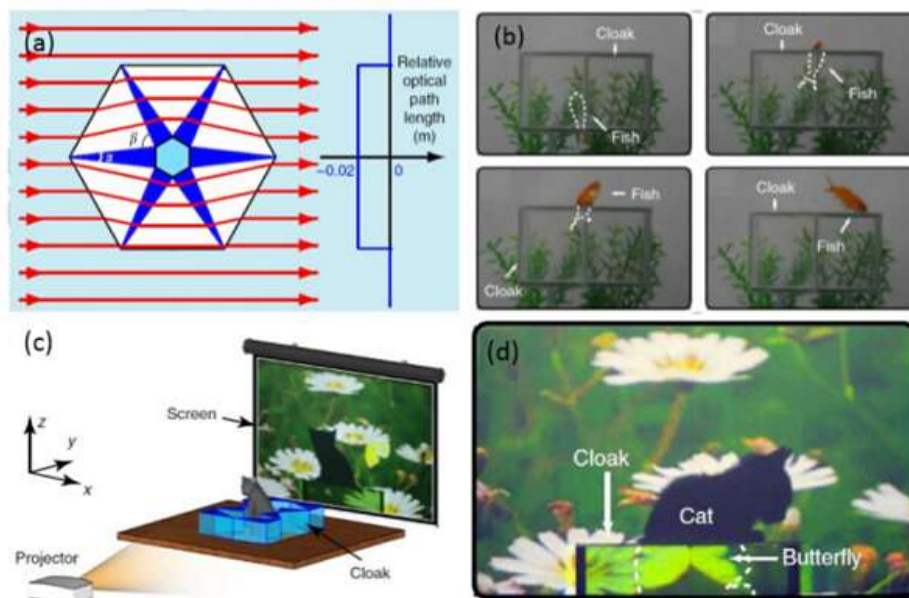 (a)
β
Relative
optical
path
length
(m)
−0.02
0
(b)
Cloak
Fish
Cloak
Fish
Fish
Cloak
Cloak
Fish
(c)
z
y
x
Screen
Projector
Cloak
(d)
Cloak
Cat
Butterfly